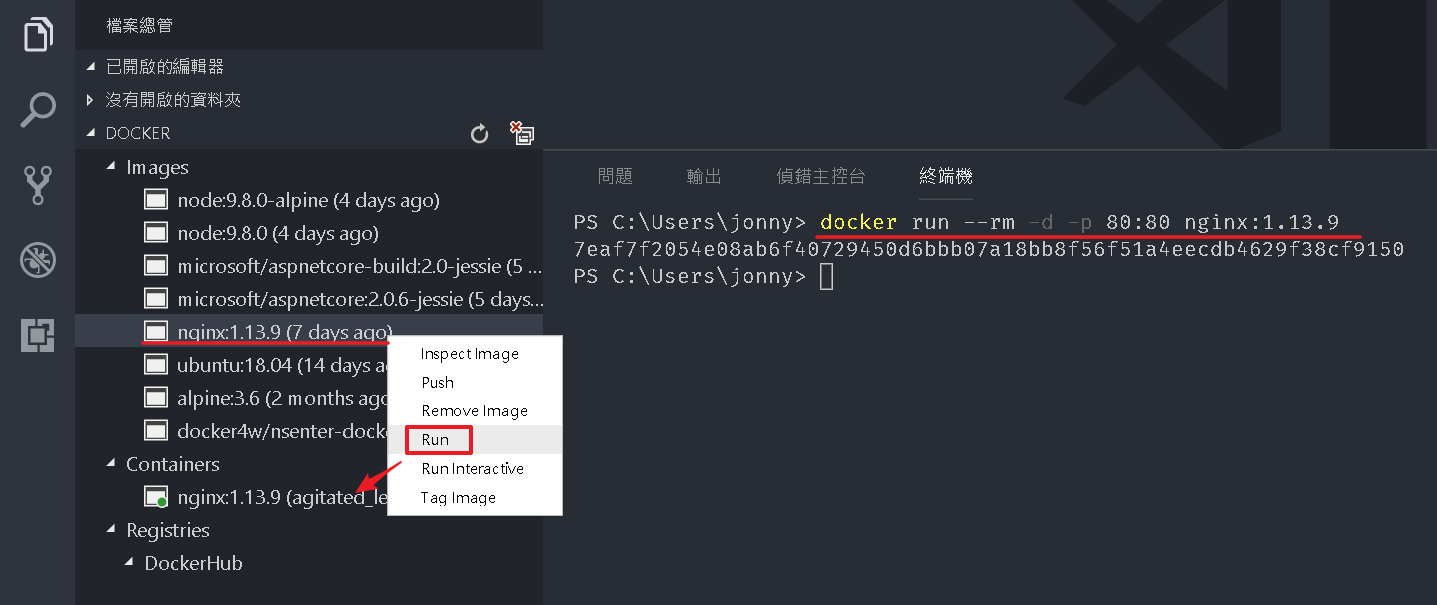 檔案總管
已開啟的編輯器
沒有開啟的資料夾
DOCKER
Images
node:9.8.0-alpine (4 days ago)
node:9.8.0 (4 days ago)
microsoft/aspnetcore-build:2.0-jessie (5 ...
microsoft/aspnetcore:2.0.6-jessie (5 days...
nginx:1.13.9 (7 days ago)
ubuntu:18.04 (14 days a
alpine:3.6 (2 months ago
docker4w/nsenter-dock
Containers
nginx:1.13.9 (agitated_le
Registries
DockerHub
Inspect Image
Push
Remove Image
Run
Run Interactive
Tag Image
問題 輸出 偵錯主控台 終端機
PS C:\Users\jonny> docker run --rm -d -p 80:80 nginx:1.13.9
7eaf7f2054e08ab6f40729450d6bbb07a18bb8f56f51a4eecdb4629f38cf9150
PS C:\Users\jonny>